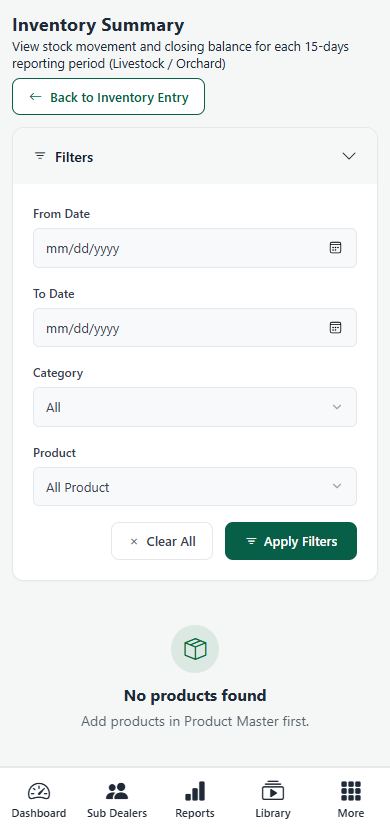 Inventory Summary
View stock movement and closing balance for each 15-days
reporting period (Livestock / Orchard)
← Back to Inventory Entry
Filters
From Date
mm/dd/yyyy
To Date
mm/dd/yyyy
Category
All
Product
All Product
× Clear All
Apply Filters
No products found
Add products in Product Master first.
Dashboard Sub Dealers Reports Library More